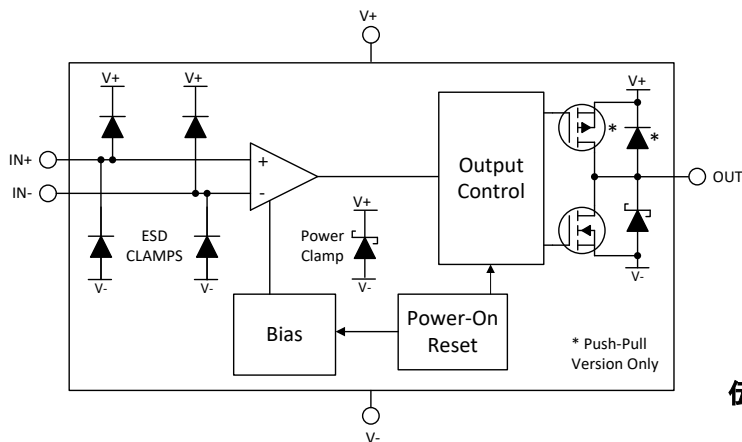 V+
V+
V+
V+
IN+
IN-
+
-
ESD
CLAMPS
V-
V-
V+
Power
Clamp
V-
Output
Control
*
*
OUT
V-
Bias
Power-On
Reset
* Push-Pull
Version Only
V-